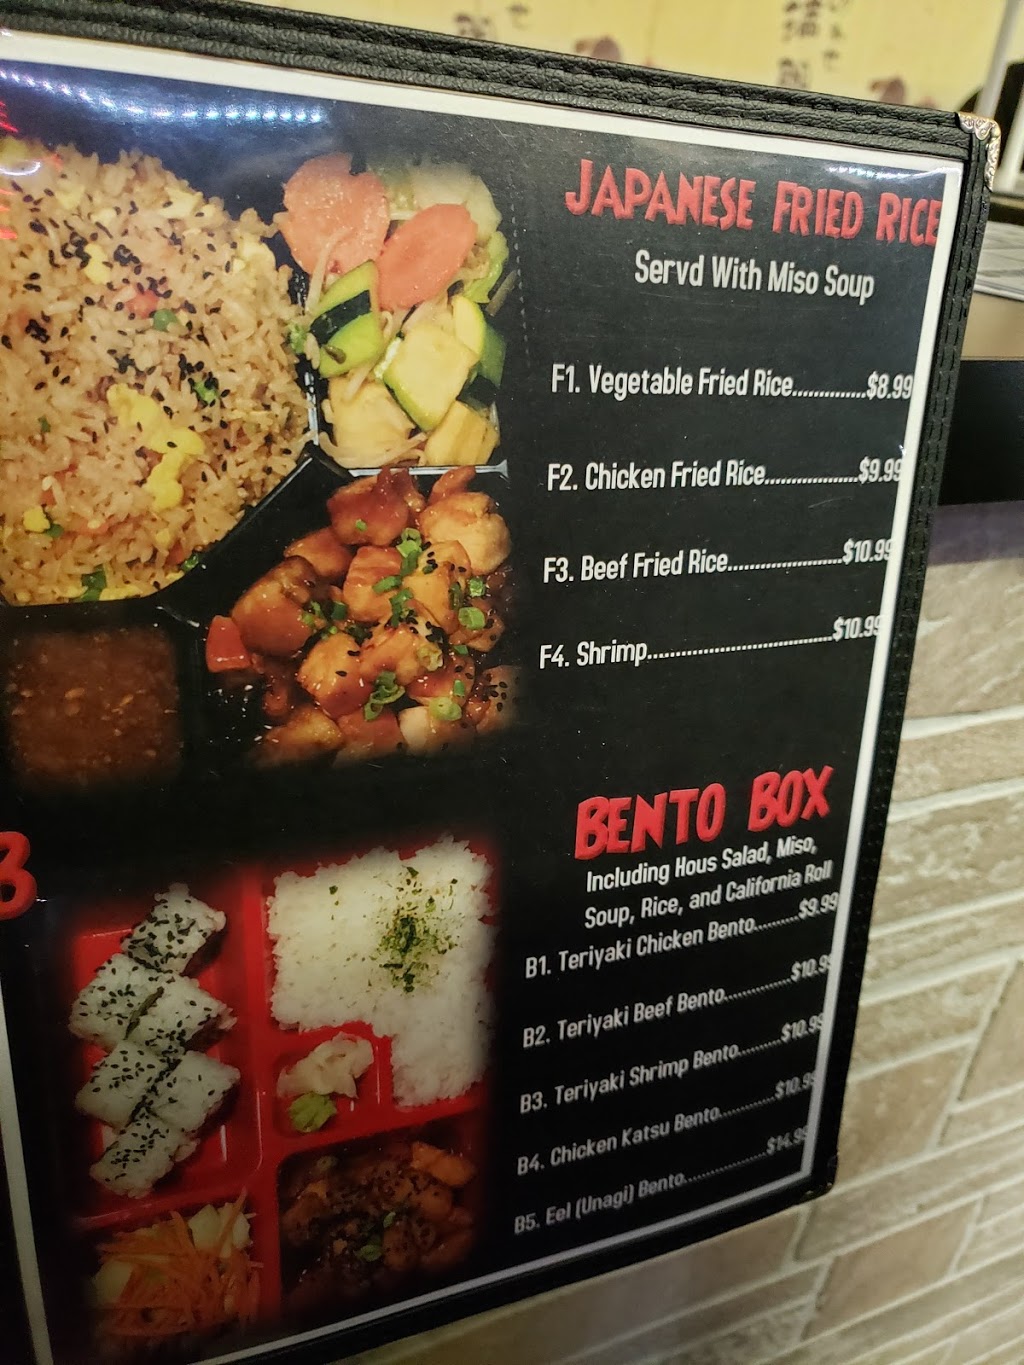 JAPANESE FRIED RICE
Servd With Miso Soup
F1. Vegetable Fried Rice..............$8.99
F2. Chicken Fried Rice..................$9.99
F3. Beef Fried Rice......................$10.99
F4. Shrimp...................................$10.99
BENTO BOX
Including Hous Salad, Miso,
Soup, Rice, and California Roll
B1. Teriyaki Chicken Bento.........$9.99
B2. Teriyaki Beef Bento..............$10.99
B3. Teriyaki Shrimp Bento.........$10.99
B4. Chicken Katsu Bento............$10.99
B5. Eel (Unagi) Bento.................$14.99